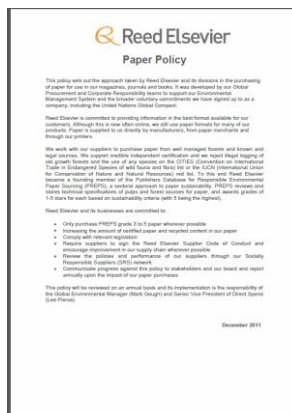 Reed Elsevier
Paper Policy
This policy sets out the approach taken by Reed Elsevier and its divisions in the purchasing
of paper for use in our magazines, journals and books. It was developed by our Global
Procurement and Corporate Responsibility teams to support our Environmental
Management System and the broader voluntary commitments we have signed up to as a
company, including the United Nations Global Compact.
Reed Elsevier is committed to providing information in the best format available for our
customers. Although this is now often online, we still use paper formats for many of our
products. Paper is supplied to us directly by manufacturers, from paper merchants and
through our printers.
We work with our suppliers to purchase paper from well managed forests and known and
legal sources. We support credible independent certification and we reject illegal logging of
old growth forests and the use of any species on the CITIES (Convention on International
Trade in Endangered Species of wild fauna and flora) list or the IUCN (International Union
for Conservation of Nature and Natural Resources) red list. To this end Reed Elsevier
became a founding member of the Publishers Database for Responsible Environmental
Paper Sourcing (PREPS), a sectoral approach to paper sustainability. PREPS reviews and
stores technical specifications of pulps and forest sources for paper, and awards grades of
1-5 stars for each based on sustainability criteria (with 5 being the highest).
Reed Elsevier and its businesses are committed to:
• Only purchase PREPS grade 3 to 5 paper wherever possible
• Increasing the amount of certified paper and recycled content in our paper
• Comply with relevant legislation
• Require suppliers to sign the Reed Elsevier Supplier Code of Conduct and
encourage improvement in our supply chain wherever possible
• Review the policies and performance of our suppliers through our Socially
Responsible Suppliers (SRS) network
• Communicate progress against this policy to stakeholders and our board and report
annually upon the impact of our paper purchases.
This policy will be reviewed on an annual basis and its implementation is the responsibility of
the Global Environmental Manager (Mark Gough) and Senior Vice President of Direct Spend
(Lee Pierce).
December 2011